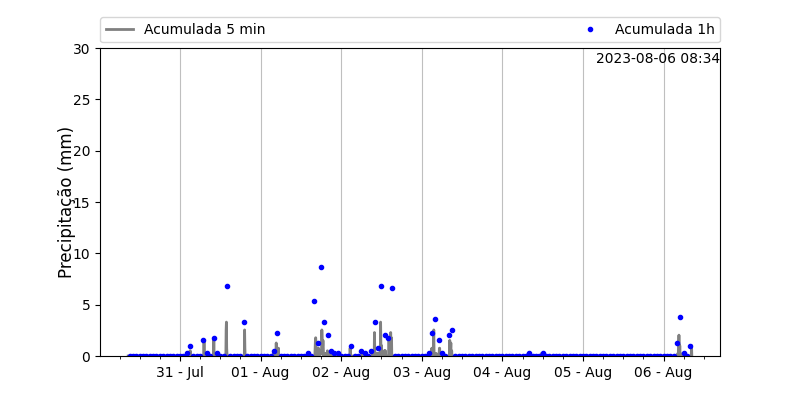 Acumulada 5 min
Acumulada 1h
2023-08-06 08:34
Precipitação (mm)
30
25
20
15
10
5
0
31 - Jul
01 - Aug
02 - Aug
03 - Aug
04 - Aug
05 - Aug
06 - Aug